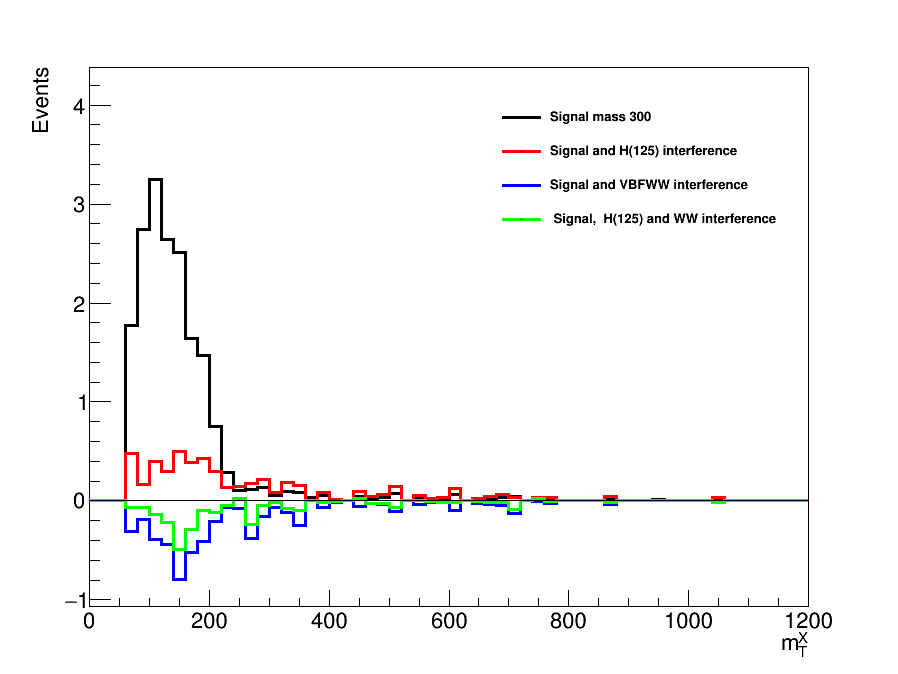 Events
4
3
2
1
0
−1
Signal mass 300
Signal and H(125) interference
Signal and VBFWW interference
Signal,  H(125) and WW interference
0 200 400 600 800 1000 1200
m_T^X